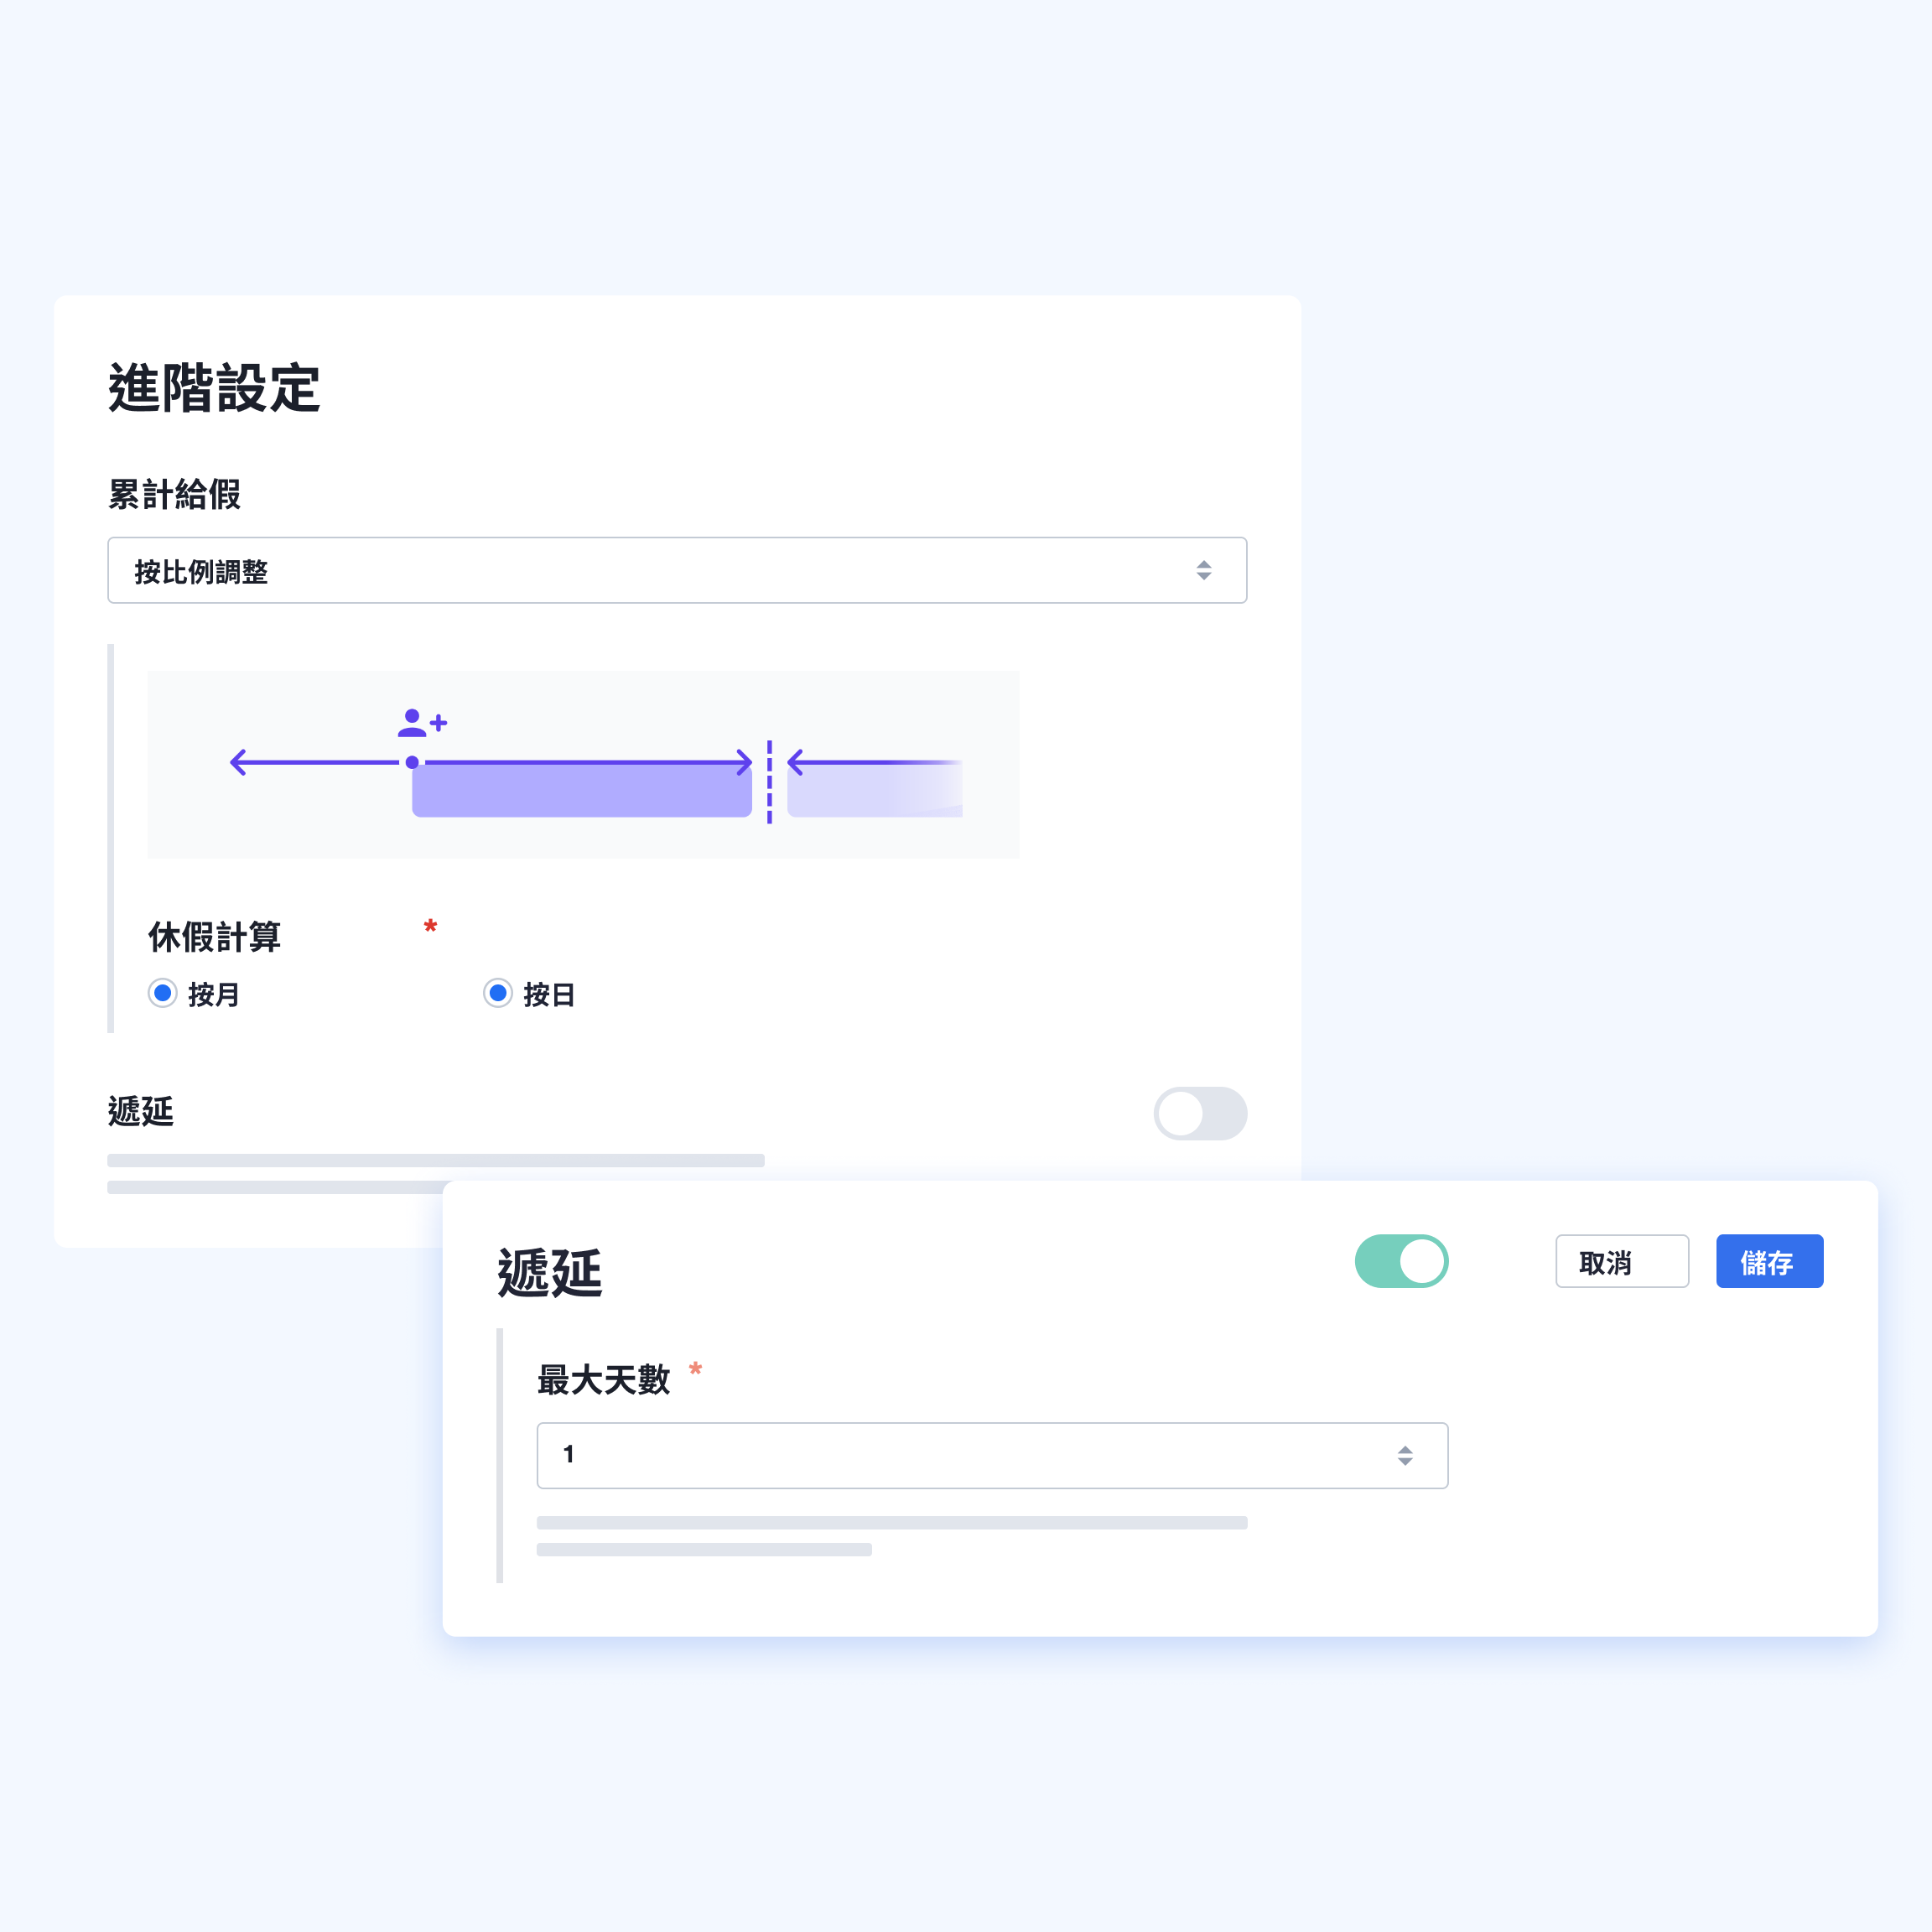 進階設定
累計給假
按比例調整
休假計算 *
按月 按日
遞延
遞延 取消 儲存
最大天數 *
1